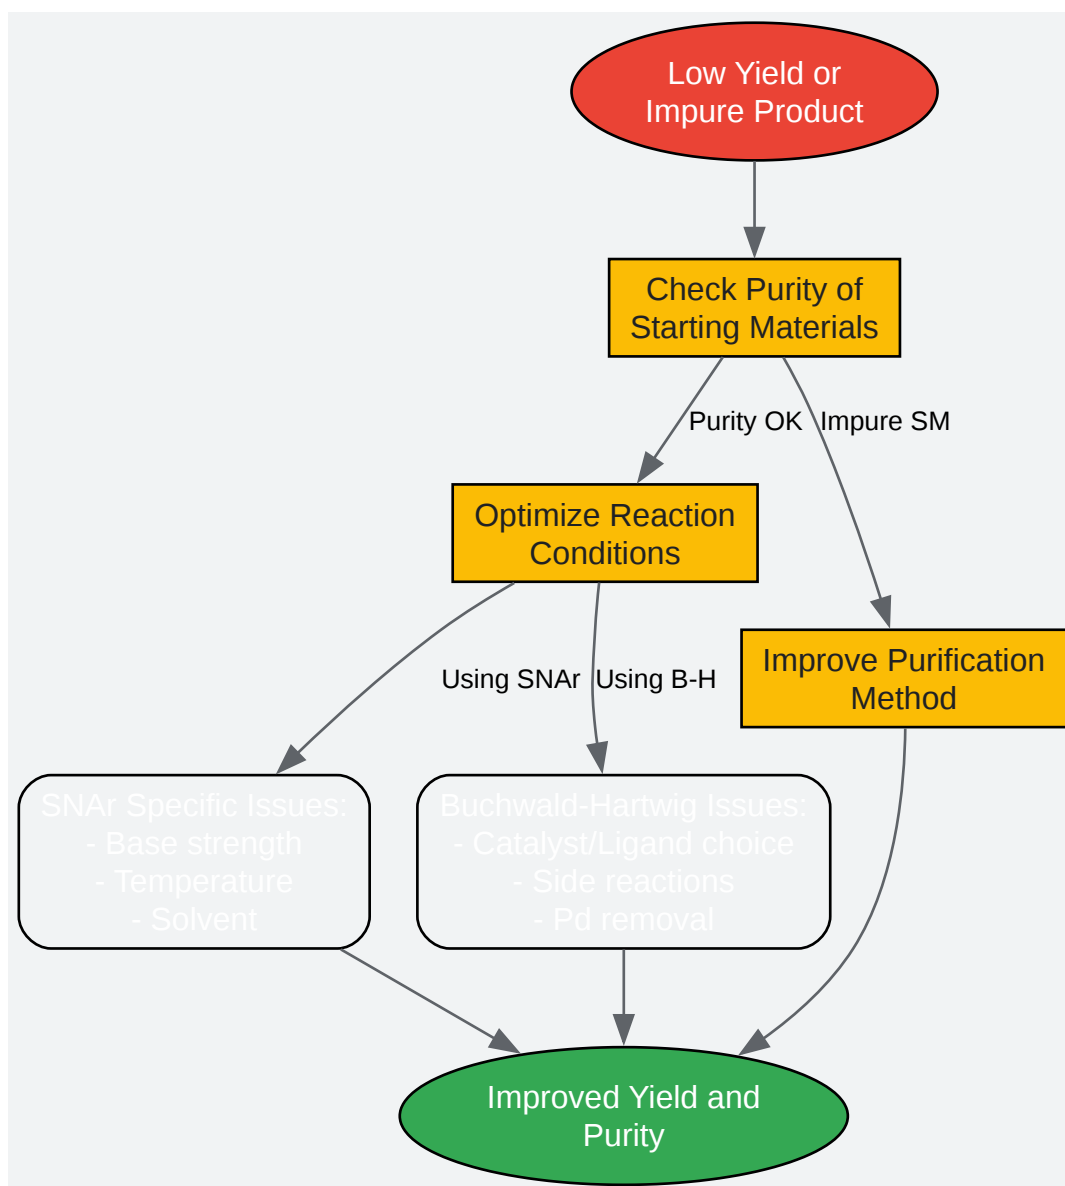 Low Yield or
Impure Product
Check Purity of
Starting Materials
Purity OK
Impure SM
Optimize Reaction
Conditions
Improve Purification
Method
Using SNAr
Using B-H
SNAr Specific Issues:
- Base strength
- Temperature
- Solvent
Buchwald-Hartwig Issues:
- Catalyst/Ligand choice
- Side reactions
- Pd removal
Improved Yield and
Purity